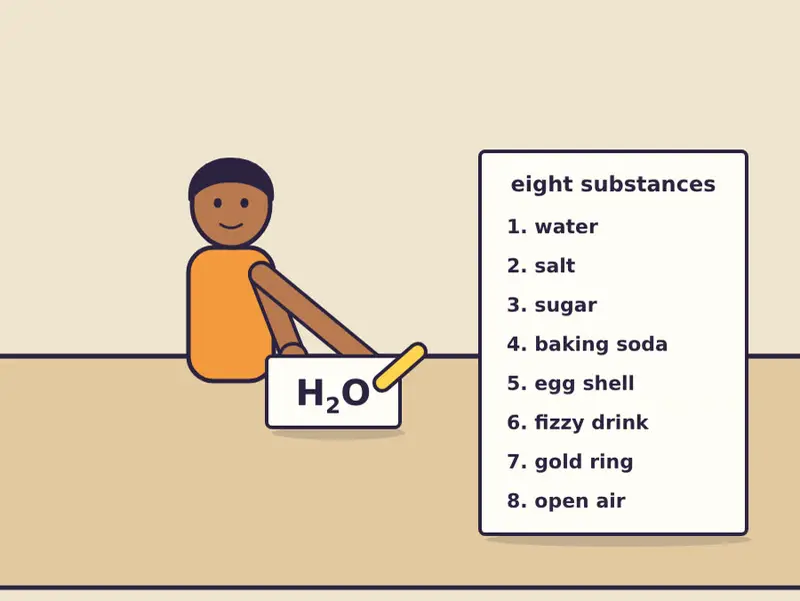 H₂O
eight substances
1. water
2. salt
3. sugar
4. baking soda
5. egg shell
6. fizzy drink
7. gold ring
8. open air